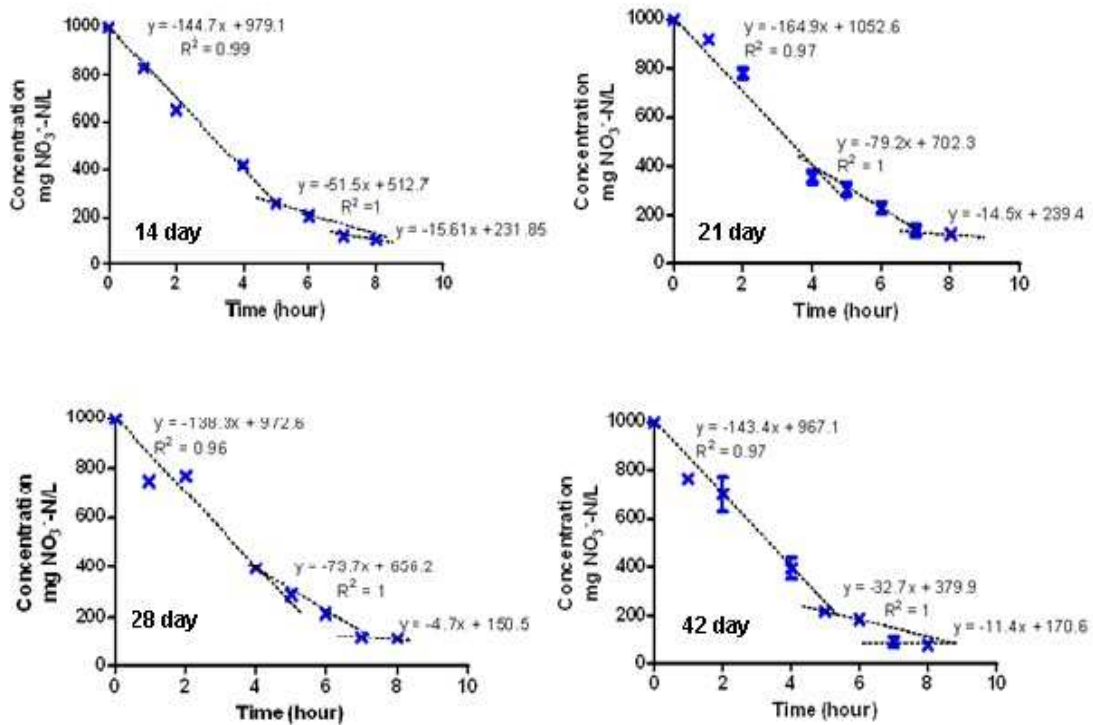 1000
800
600
400
200
0
0 2 4 6 8 10
Concentration
mg NO₃⁻-N/L
Time (hour)
y = -144.7x + 979.1
R² = 0.99
y = -51.5x + 512.7
R² =1
y = -15.61x + 231.85
14 day
1000
800
600
400
200
0
0 2 4 6 8 10
Concentration
mg NO₃⁻-N/L
Time (hour)
y = -164.9x + 1052.6
R² = 0.97
y = -79.2x + 702.3
R² = 1
y = -14.5x + 239.4
21 day
1000
800
600
400
200
0
0 2 4 6 8 10
Concentration
mg NO₃⁻-N/L
Time (hour)
y = -138.3x + 972.6
R² = 0.96
y = -73.7x + 656.2
R² = 1
y = -4.7x + 150.5
28 day
1000
800
600
400
200
0
0 2 4 6 8 10
Concentration
mg NO₃⁻-N/L
Time (hour)
y = -143.4x + 967.1
R² = 0.97
y = -32.7x + 379.9
R² = 1
y = -11.4x + 170.6
42 day